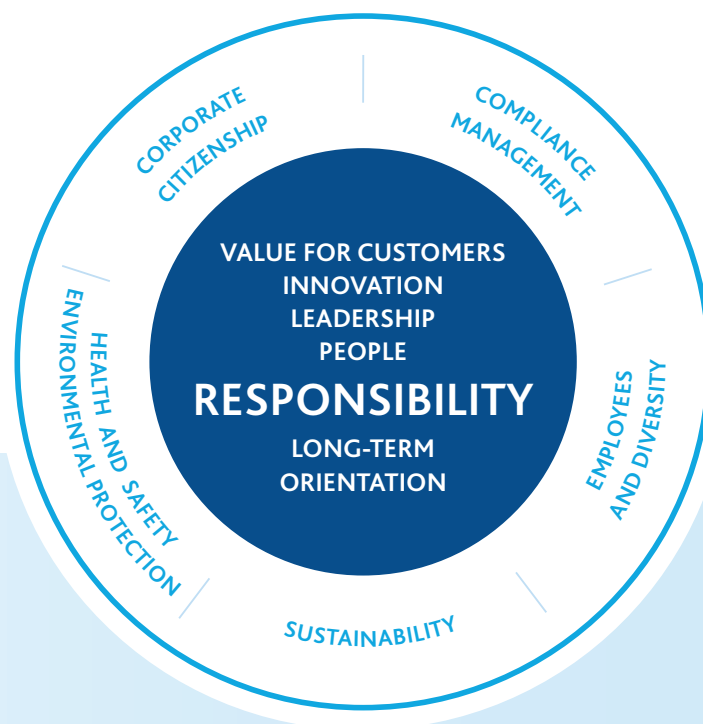 CORPORATE
CITIZENSHIP
COMPLIANCE
MANAGEMENT
VALUE FOR CUSTOMERS
INNOVATION
LEADERSHIP
PEOPLE
RESPONSIBILITY
LONG-TERM
ORIENTATION
HEALTH AND SAFETY
ENVIRONMENTAL PROTECTION
EMPLOYEES
AND DIVERSITY
SUSTAINABILITY